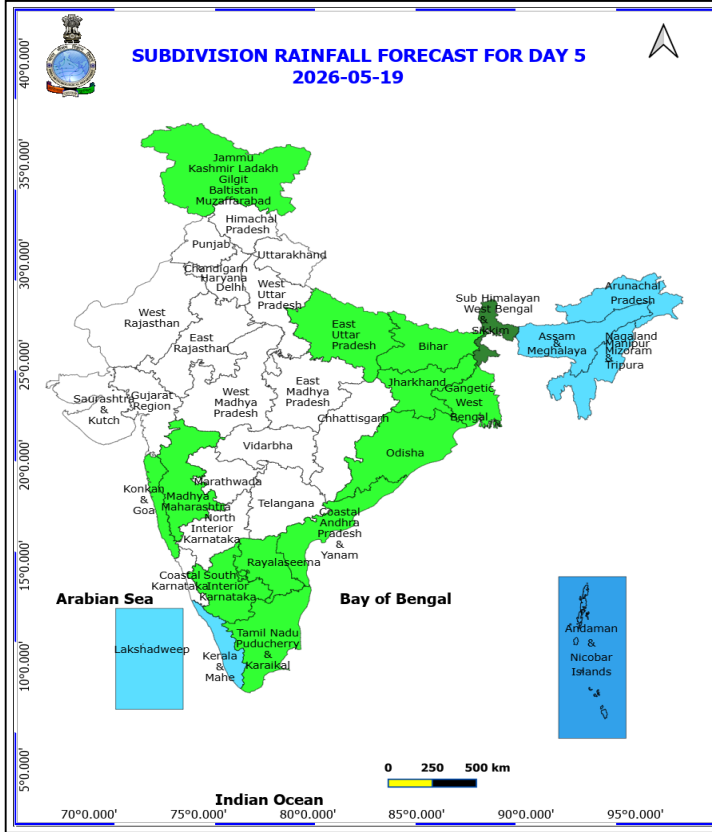 SUBDIVISION RAINFALL FORECAST FOR DAY 5
2026-05-19
40°0.000'
35°0.000'
30°0.000'
25°0.000'
20°0.000'
15°0.000'
10°0.000'
5°0.000'
Jammu
Kashmir Ladakh
Gilgit
Baltistan
Muzaffarabad
Himachal
Pradesh
Punjab
Uttarakhand
Chandigarh
Haryana
Delhi
West
Uttar
Pradesh
West
Rajasthan
East
Rajasthan
East
Uttar
Pradesh
Bihar
Sub Himalayan
West Bengal
&
Sikkim
Arunachal
Pradesh
Assam
&
Meghalaya
Nagaland
Manipur
Mizoram
&
Tripura
Saurashtra
&
Kutch
Gujarat
Region
West
Madhya
Pradesh
East
Madhya
Pradesh
Jharkhand
Gangetic
West
Bengal
Chhattisgarh
Odisha
Vidarbha
Konkan
&
Goa
Madhya
Maharashtra
Marathwada
Telangana
North
Interior
Karnataka
Coastal
Andhra
Pradesh
&
Yanam
Rayalaseema
Coastal
Karnataka
South
Interior
Karnataka
Tamil Nadu
Puducherry
&
Karaikal
Kerala
&
Mahe
Lakshadweep
Andaman
&
Nicobar
Islands
Arabian Sea
Bay of Bengal
Indian Ocean
0 250 500 km
70°0.000' 75°0.000' 80°0.000' 85°0.000' 90°0.000' 95°0.000'